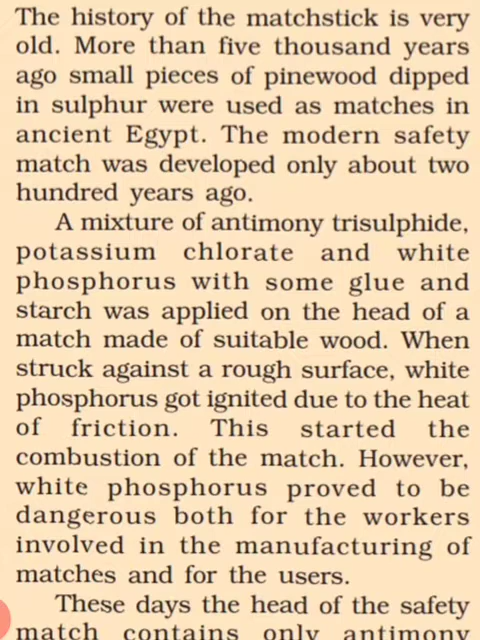 The history of the matchstick is very
old. More than five thousand years
ago small pieces of pinewood dipped
in sulphur were used as matches in
ancient Egypt. The modern safety
match was developed only about two
hundred years ago.
A mixture of antimony trisulphide,
potassium chlorate and white
phosphorus with some glue and
starch was applied on the head of a
match made of suitable wood. When
struck against a rough surface, white
phosphorus got ignited due to the heat
of friction. This started the
combustion of the match. However,
white phosphorus proved to be
dangerous both for the workers
involved in the manufacturing of
matches and for the users.
These days the head of the safety
match contains only antimony